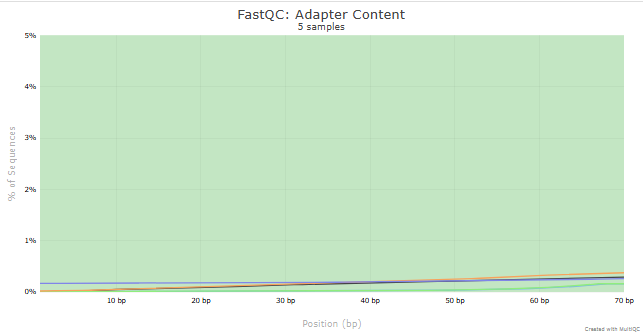 FastQC: Adapter Content
5 samples
5%
4%
3%
2%
1%
0%
% of Sequences
10 bp
20 bp
30 bp
40 bp
50 bp
60 bp
70 bp
Position (bp)
Created with MultiQC